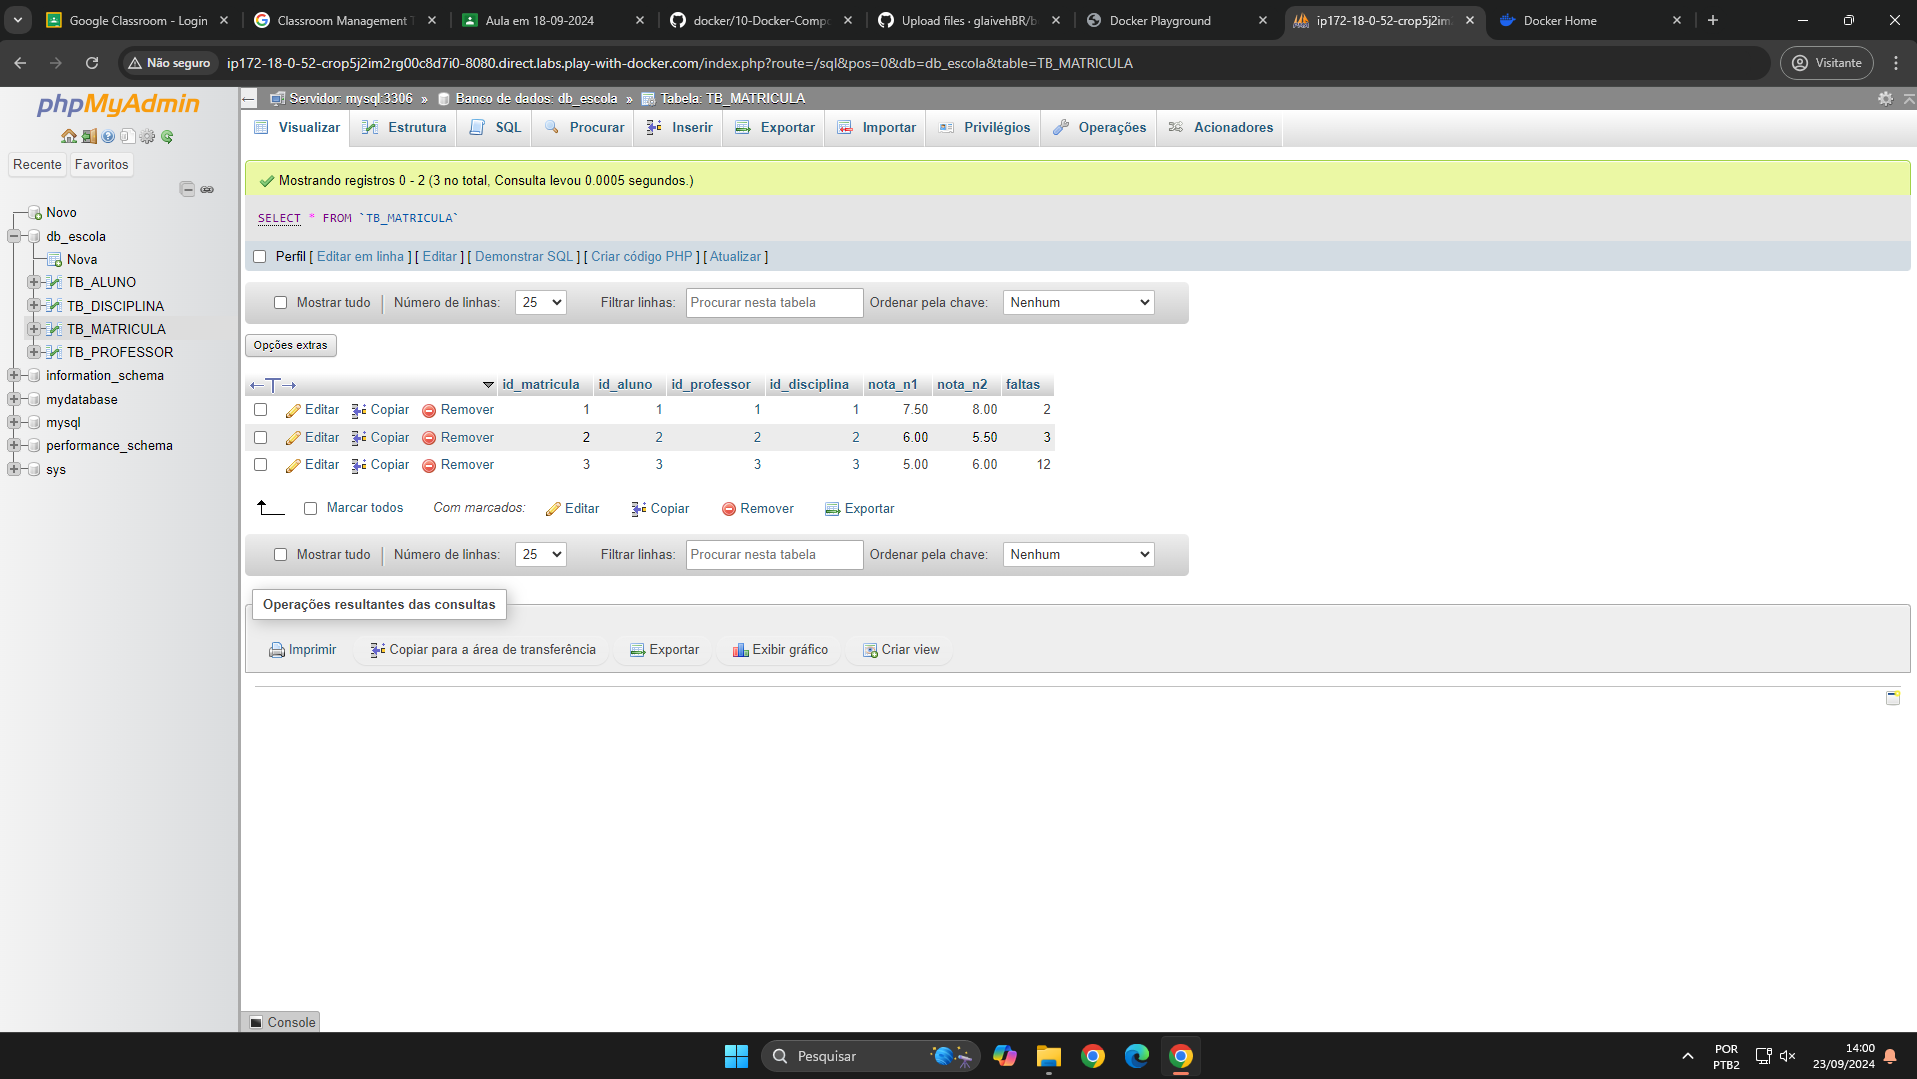 Google Classroom - Login
Classroom Management T
Aula em 18-09-2024
docker/10-Docker-Compo
Upload files · glaivehBR/b
Docker Playground
ip172-18-0-52-crop5j2im
Docker Home
Não seguro
ip172-18-0-52-crop5j2im2rg00c8d7i0-8080.direct.labs.play-with-docker.com/index.php?route=/sql&pos=0&db=db_escola&table=TB_MATRICULA
Visitante
phpMyAdmin
Recente Favoritos
Novo
db_escola
Nova
TB_ALUNO
TB_DISCIPLINA
TB_MATRICULA
TB_PROFESSOR
information_schema
mydatabase
mysql
performance_schema
sys
Servidor: mysql:3306 » Banco de dados: db_escola » Tabela: TB_MATRICULA
Visualizar Estrutura SQL Procurar Inserir Exportar Importar Privilégios Operações Acionadores
Mostrando registros 0 - 2 (3 no total, Consulta levou 0.0005 segundos.)
SELECT * FROM `TB_MATRICULA`
Perfil [ Editar em linha ] [ Editar ] [ Demonstrar SQL ] [ Criar código PHP ] [ Atualizar ]
Mostrar tudo | Número de linhas: 25 Filtrar linhas: Procurar nesta tabela Ordenar pela chave: Nenhum
Opções extras
←T→ id_matricula id_aluno id_professor id_disciplina nota_n1 nota_n2 faltas
Editar Copiar Remover 1 1 1 1 7.50 8.00 2
Editar Copiar Remover 2 2 2 2 6.00 5.50 3
Editar Copiar Remover 3 3 3 3 5.00 6.00 12
Marcar todos Com marcados: Editar Copiar Remover Exportar
Mostrar tudo | Número de linhas: 25 Filtrar linhas: Procurar nesta tabela Ordenar pela chave: Nenhum
Operações resultantes das consultas
Imprimir Copiar para a área de transferência Exportar Exibir gráfico Criar view
Console
Pesquisar
POR
PTB2
14:00
23/09/2024